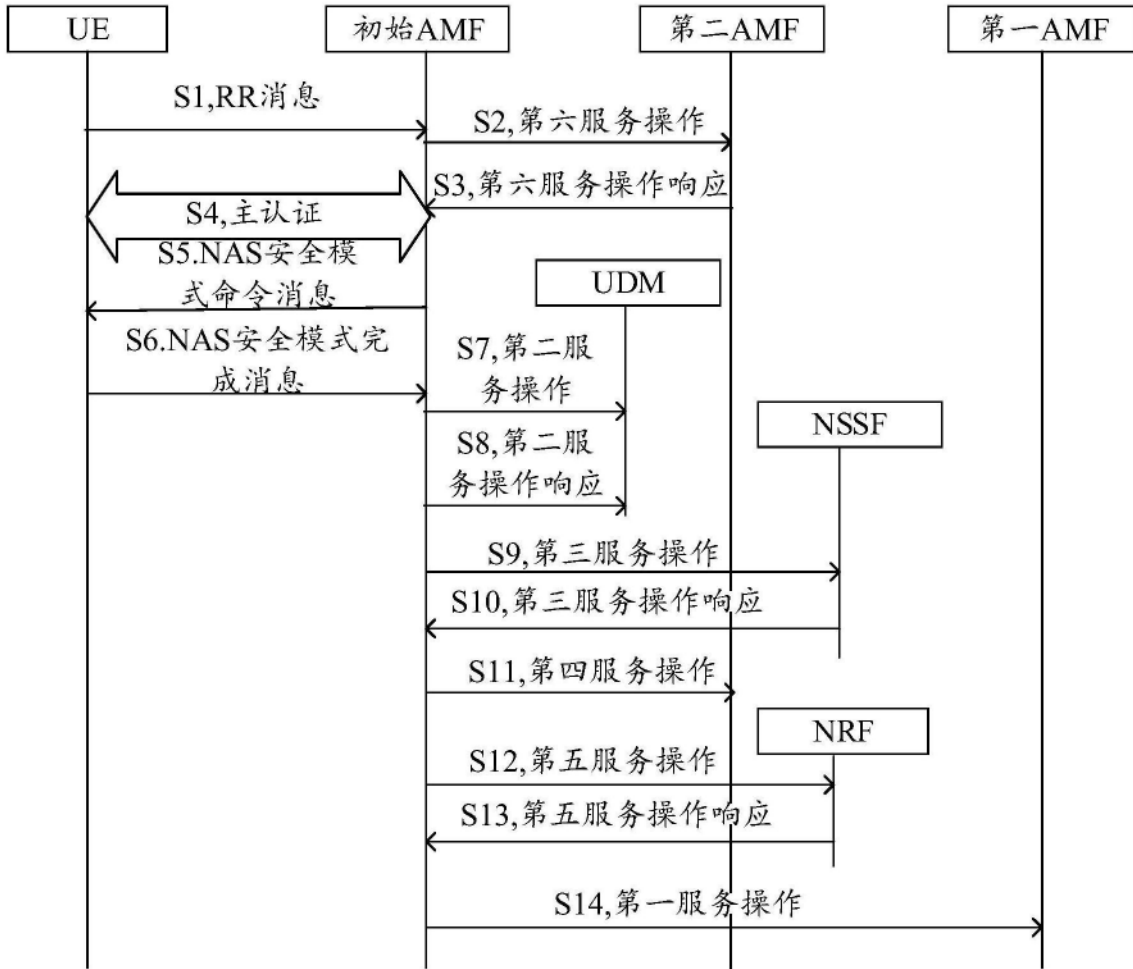 UE
初始AMF
第二AMF
第一AMF
S1,RR消息
S2,第六服务操作
S3,第六服务操作响应
S4,主认证
S5.NAS安全模
式命令消息
UDM
S6.NAS安全模式完
成消息
S7,第二服
务操作
NSSF
S8,第二服
务操作响应
S9,第三服务操作
S10,第三服务操作响应
S11,第四服务操作
NRF
S12,第五服务操作
S13,第五服务操作响应
S14,第一服务操作